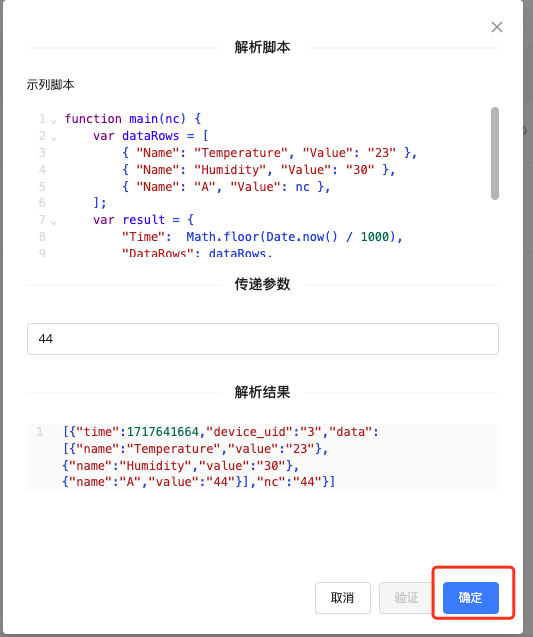 解析脚本
示列脚本
1 function main(nc) {
2 var dataRows = [
3 { "Name": "Temperature", "Value": "23" },
4 { "Name": "Humidity", "Value": "30" },
5 { "Name": "A", "Value": nc },
6 ];
7 var result = {
8 "Time":  Math.floor(Date.now() / 1000),
9 "DataRows": dataRows,
传递参数
44
解析结果
1 [{"time":1717641664,"device_uid":"3","data":
[{"name":"Temperature","value":"23"},
{"name":"Humidity","value":"30"},
{"name":"A","value":"44"}],"nc":"44"}]
取消 验证 确定